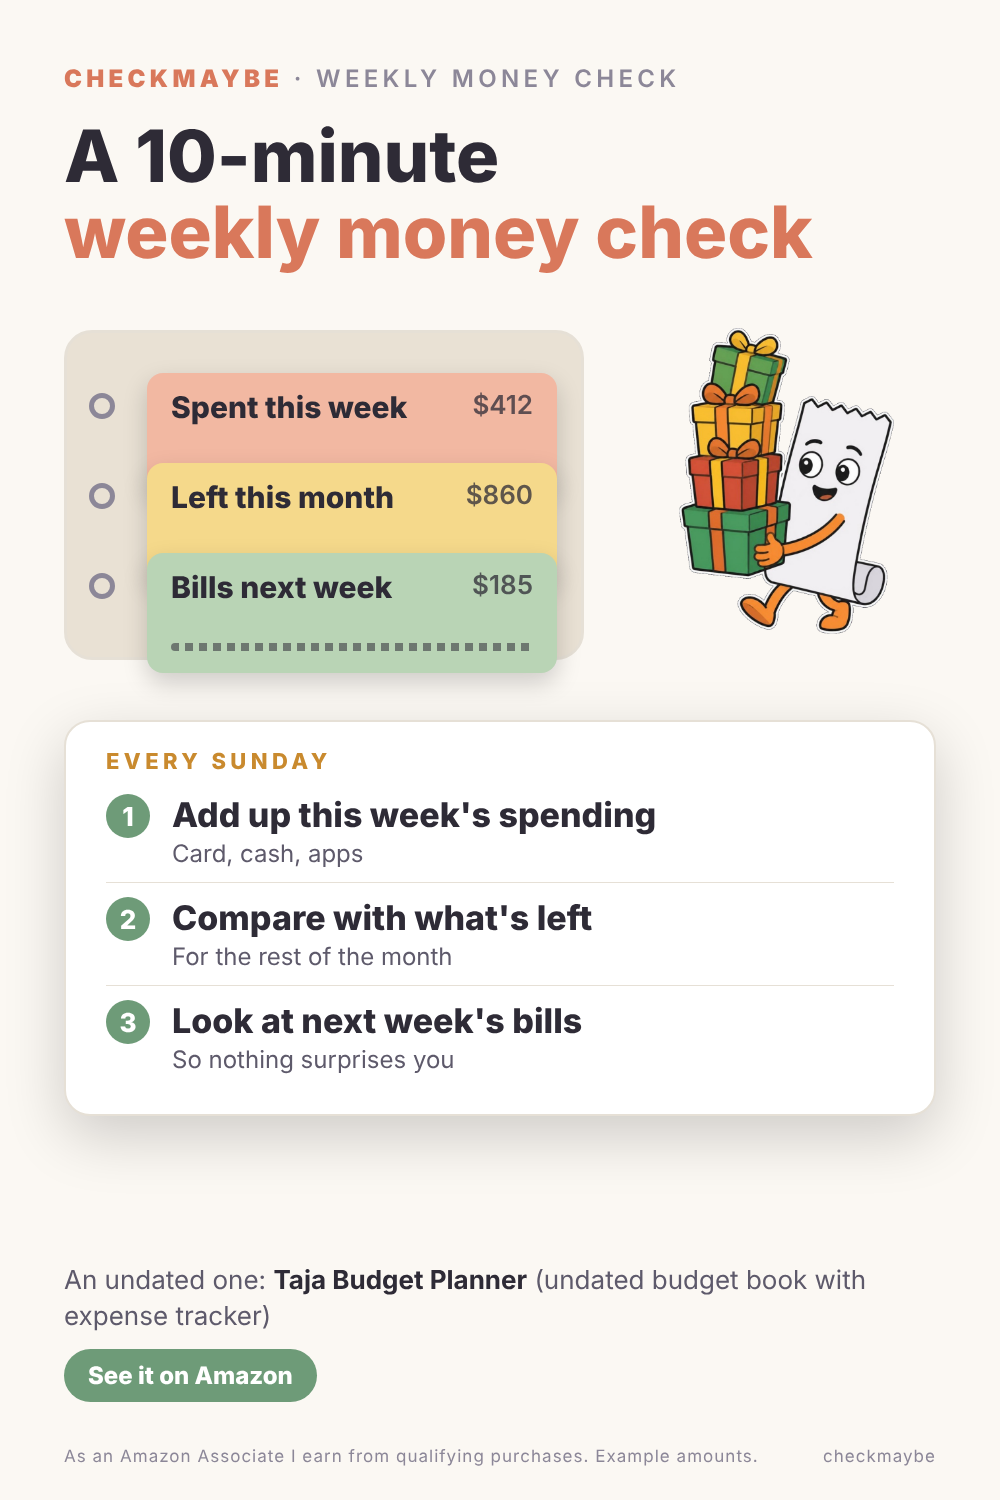 CHECKMAYBE · WEEKLY MONEY CHECK
A 10-minute
weekly money check
Spent this week $412
Left this month $860
Bills next week $185
EVERY SUNDAY
1 Add up this week's spending
Card, cash, apps
2 Compare with what's left
For the rest of the month
3 Look at next week's bills
So nothing surprises you
An undated one: Taja Budget Planner (undated budget book with
expense tracker)
See it on Amazon
As an Amazon Associate I earn from qualifying purchases. Example amounts. checkmaybe